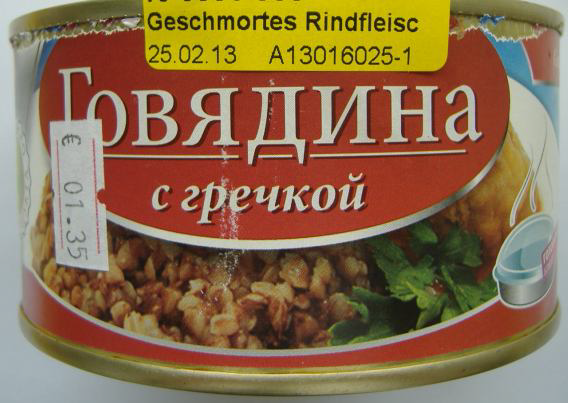 Geschmortes Rindfleisc
25.02.13 A13016025-1
Говядина
с гречкой
€ 01.35